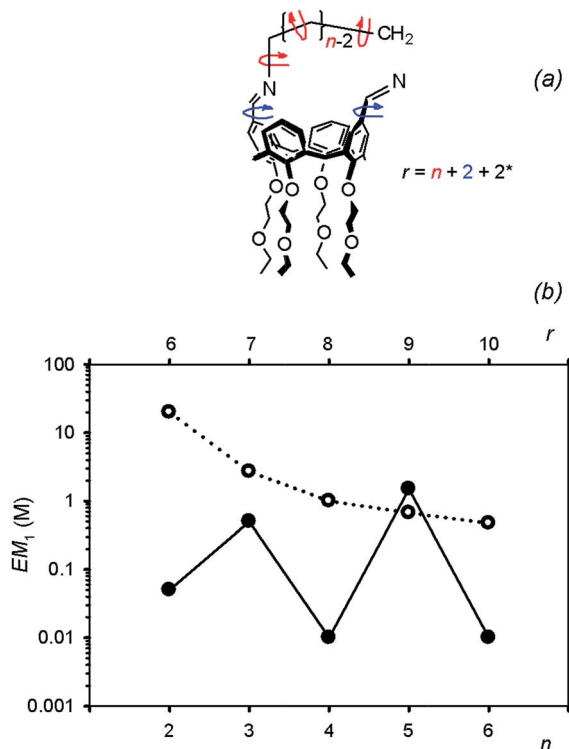 n-2
CH2
N
N
(a)
r = n + 2 + 2*
O O O O
O O O O
(b)
6 7 8 9 10 r
100
10
1
0.1
0.01
0.001
EM1 (M)
2 3 4 5 6 n